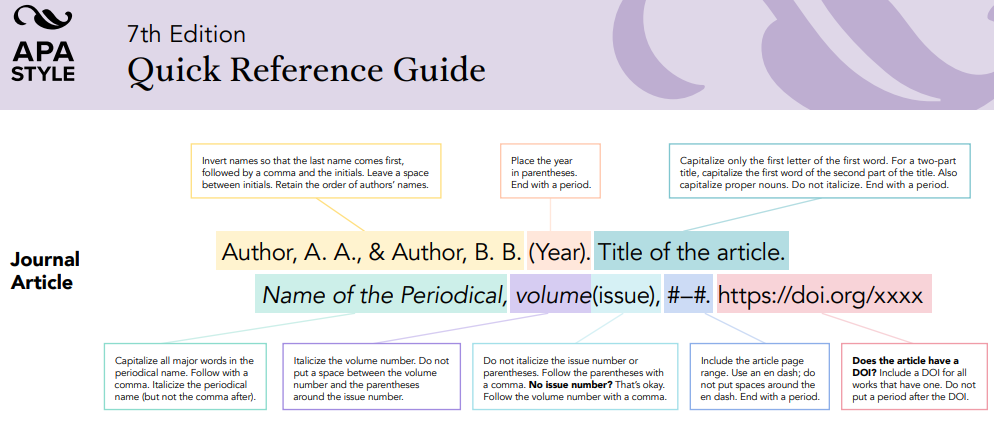 APA
STYLE
7th Edition
Quick Reference Guide
Invert names so that the last name comes first,
followed by a comma and the initials. Leave a space
between initials. Retain the order of authors’ names.
Place the year
in parentheses.
End with a period.
Capitalize only the first letter of the first word. For a two-part
title, capitalize the first word of the second part of the title. Also
capitalize proper nouns. Do not italicize. End with a period.
Journal
Article
Author, A. A., & Author, B. B. (Year). Title of the article.
Name of the Periodical, volume(issue), #–#. https://doi.org/xxxx
Capitalize all major words in the
periodical name. Follow with a
comma. Italicize the periodical
name (but not the comma after).
Italicize the volume number. Do not
put a space between the volume
number and the parentheses
around the issue number.
Do not italicize the issue number or
parentheses. Follow the parentheses with
a comma. No issue number? That’s okay.
Follow the volume number with a comma.
Include the article page
range. Use an en dash; do
not put spaces around the
en dash. End with a period.
Does the article have a
DOI? Include a DOI for all
works that have one. Do not
put a period after the DOI.